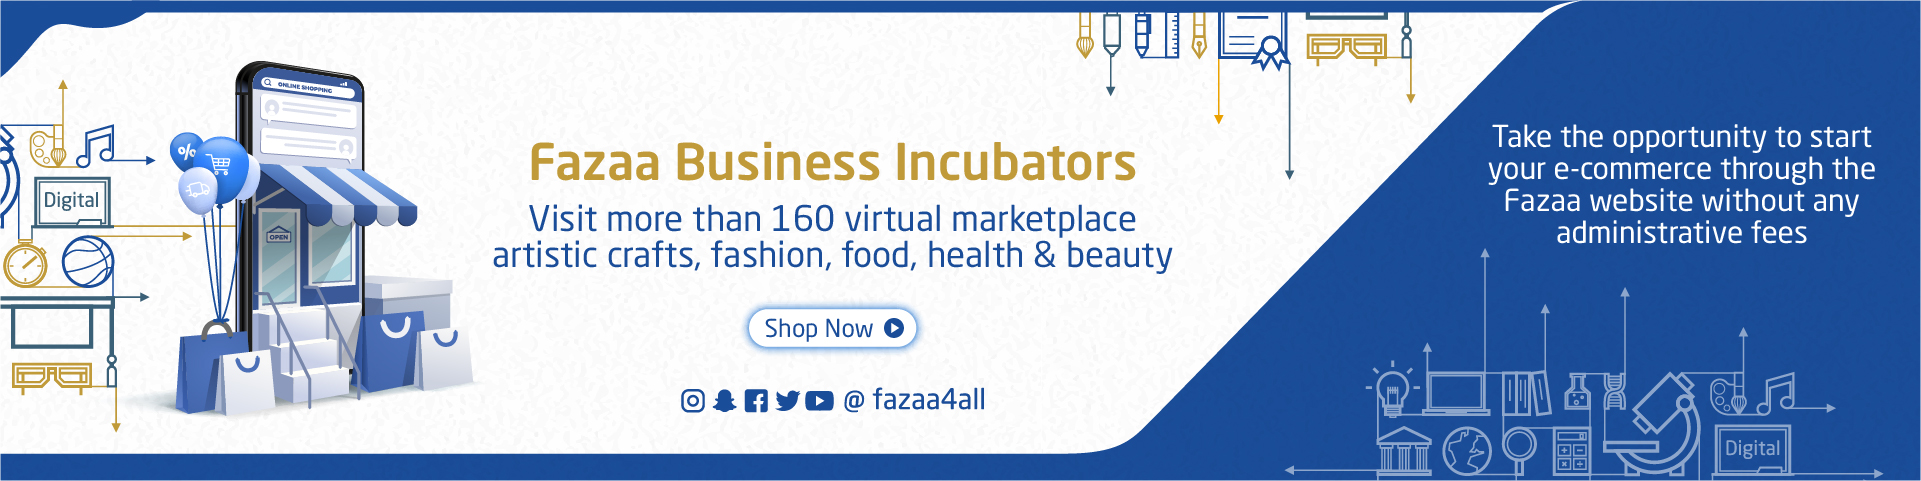 ONLINE SHOPPING
%
Digital
OPEN
Fazaa Business Incubators
Visit more than 160 virtual marketplace
artistic crafts, fashion, food, health & beauty
Shop Now
@ fazaa4all
Take the opportunity to start
your e-commerce through the
Fazaa website without any
administrative fees
Digital